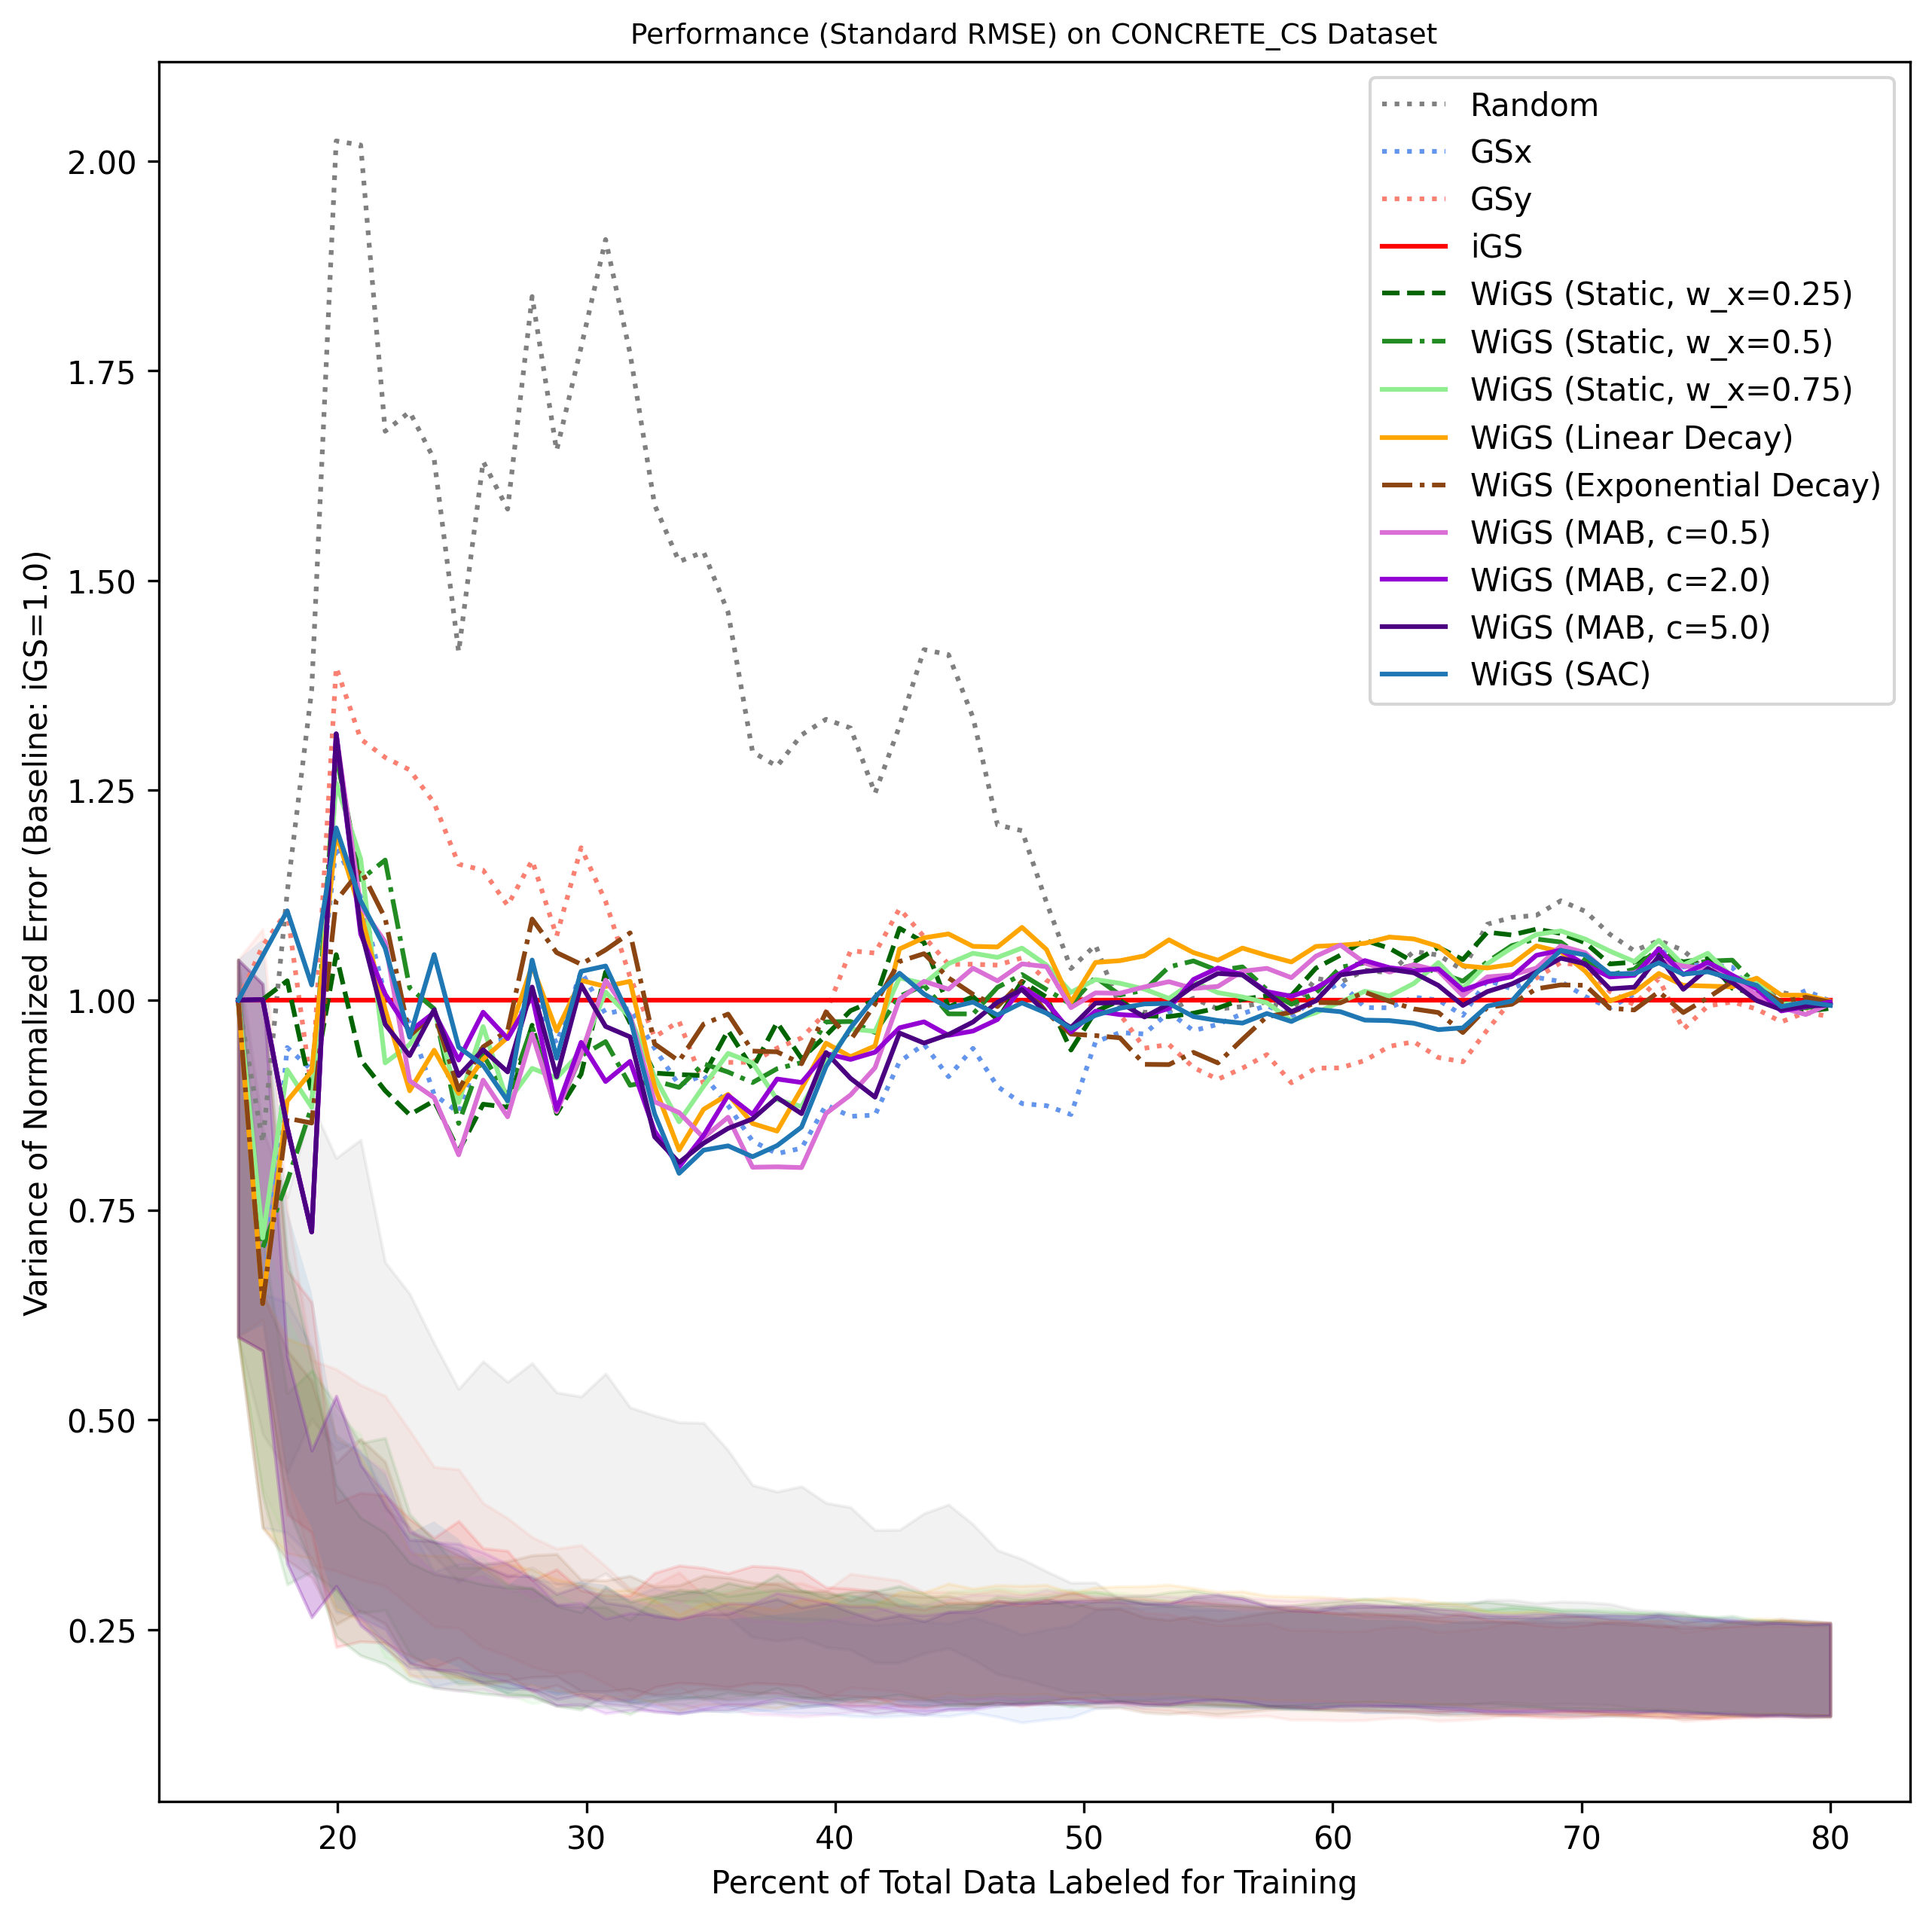 Performance (Standard RMSE) on CONCRETE_CS Dataset
Variance of Normalized Error (Baseline: iGS=1.0)
2.00
1.75
1.50
1.25
1.00
0.75
0.50
0.25
Random
GSx
GSy
iGS
WiGS (Static, w_x=0.25)
WiGS (Static, w_x=0.5)
WiGS (Static, w_x=0.75)
WiGS (Linear Decay)
WiGS (Exponential Decay)
WiGS (MAB, c=0.5)
WiGS (MAB, c=2.0)
WiGS (MAB, c=5.0)
WiGS (SAC)
20 30 40 50 60 70 80
Percent of Total Data Labeled for Training